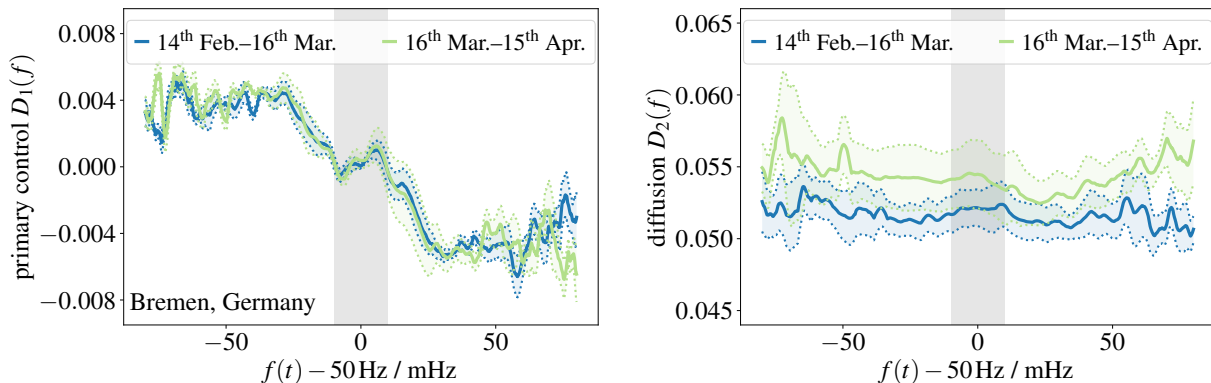 0.008
0.004
0.000
−0.004
−0.008
primary control D₁(f)
14th Feb.–16th Mar.
16th Mar.–15th Apr.
Bremen, Germany
−50
0
50
f(t) − 50 Hz / mHz
0.065
0.060
0.055
0.050
0.045
diffusion D₂(f)
14th Feb.–16th Mar.
16th Mar.–15th Apr.
−50
0
50
f(t) − 50 Hz / mHz